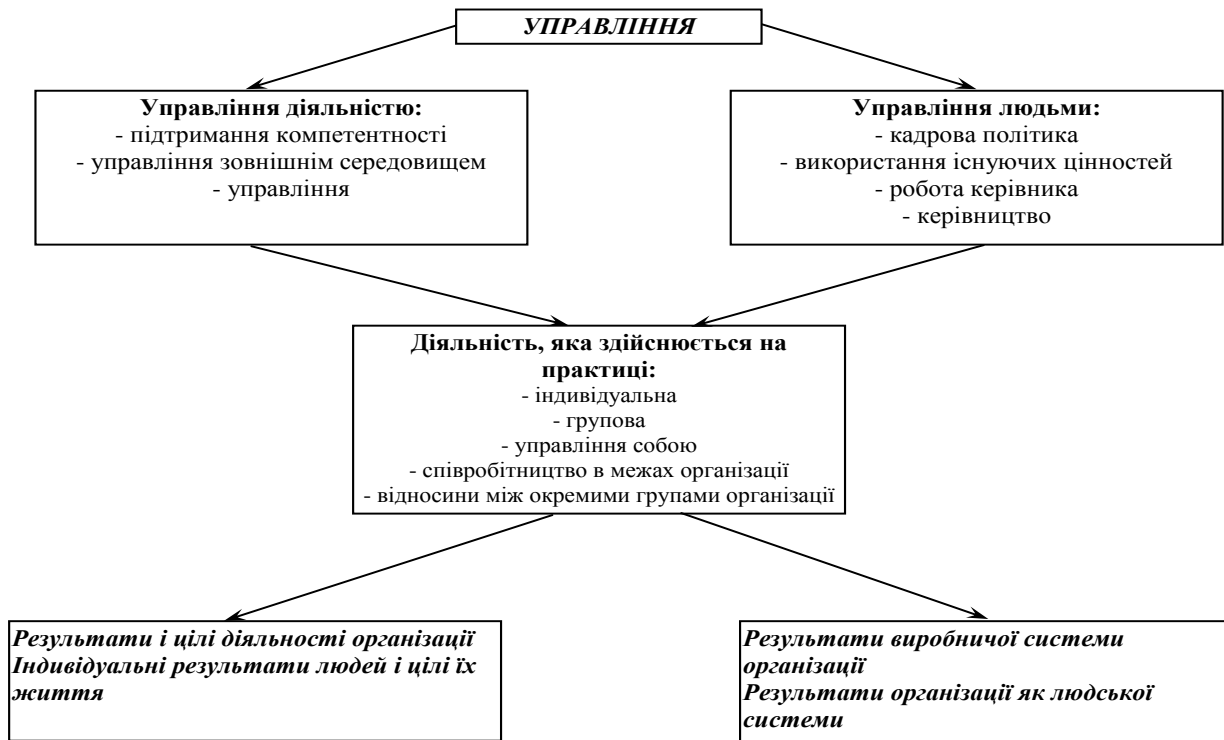 УПРАВЛІННЯ
Управління діяльністю:
- підтримання компетентності
- управління зовнішнім середовищем
- управління
Управління людьми:
- кадрова політика
- використання існуючих цінностей
- робота керівника
- керівництво
Діяльність, яка здійснюється на
практиці:
- індивідуальна
- групова
- управління собою
- співробітництво в межах організації
- відносини між окремими групами організації
Результати і цілі діяльності організації
Індивідуальні результати людей і цілі їх
життя
Результати виробничої системи
організації
Результати організації як людської
системи